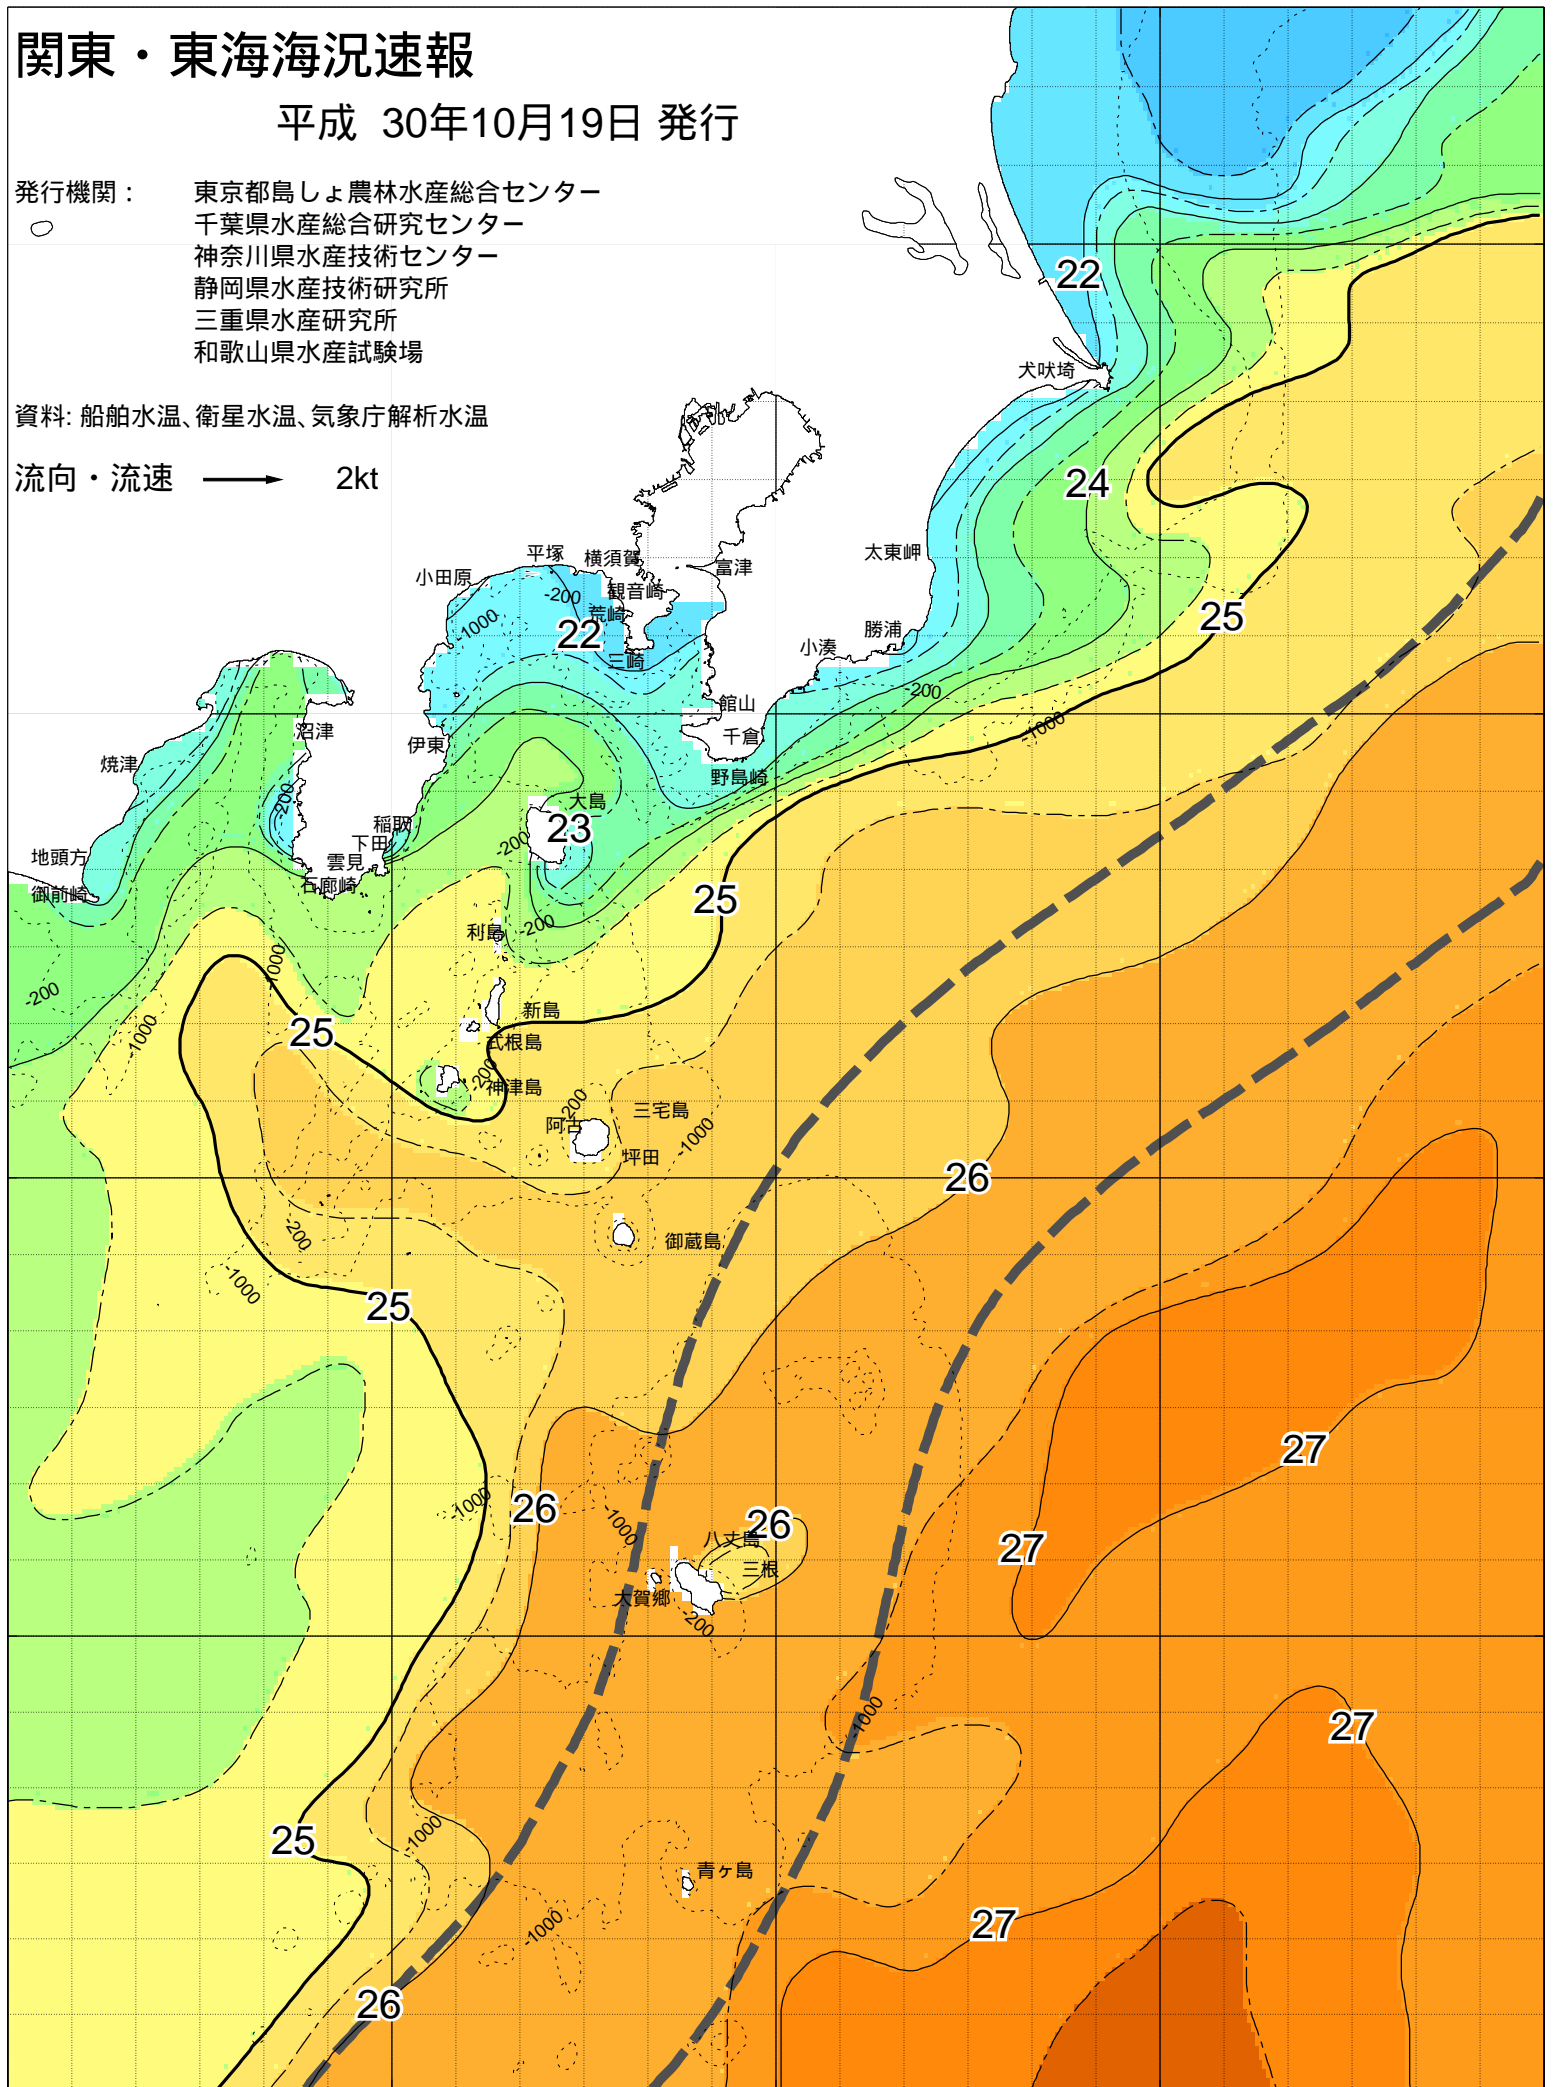 関東・東海海況速報
平成 30年10月19日 発行
発行機関： 東京都島しょ農林水産総合センター
千葉県水産総合研究センター
神奈川県水産技術センター
静岡県水産技術研究所
三重県水産研究所
和歌山県水産試験場
資料: 船舶水温、衛星水温、気象庁解析水温
流向・流速 2kt
22
犬吠埼
24
平塚
横須賀
小田原
富津
太東岬
観音崎
-200
荒崎
-1000
22
25
勝浦
小湊
三崎
-200
館山
-1000
沼津
千倉
伊東
焼津
野島崎
-200
大島
稲取
23
下田
-200
地頭方
雲見
石廊崎
御前崎
25
-200
利島
-1000
-200
新島
25
-1000
式根島
-200
神津島
-200
三宅島
阿古
-1000
坪田
26
-200
御蔵島
-1000
25
27
-1000
26
-1000
26
八丈島
27
三根
大賀郷
-200
-1000
27
-1000
25
青ヶ島
27
-1000
26